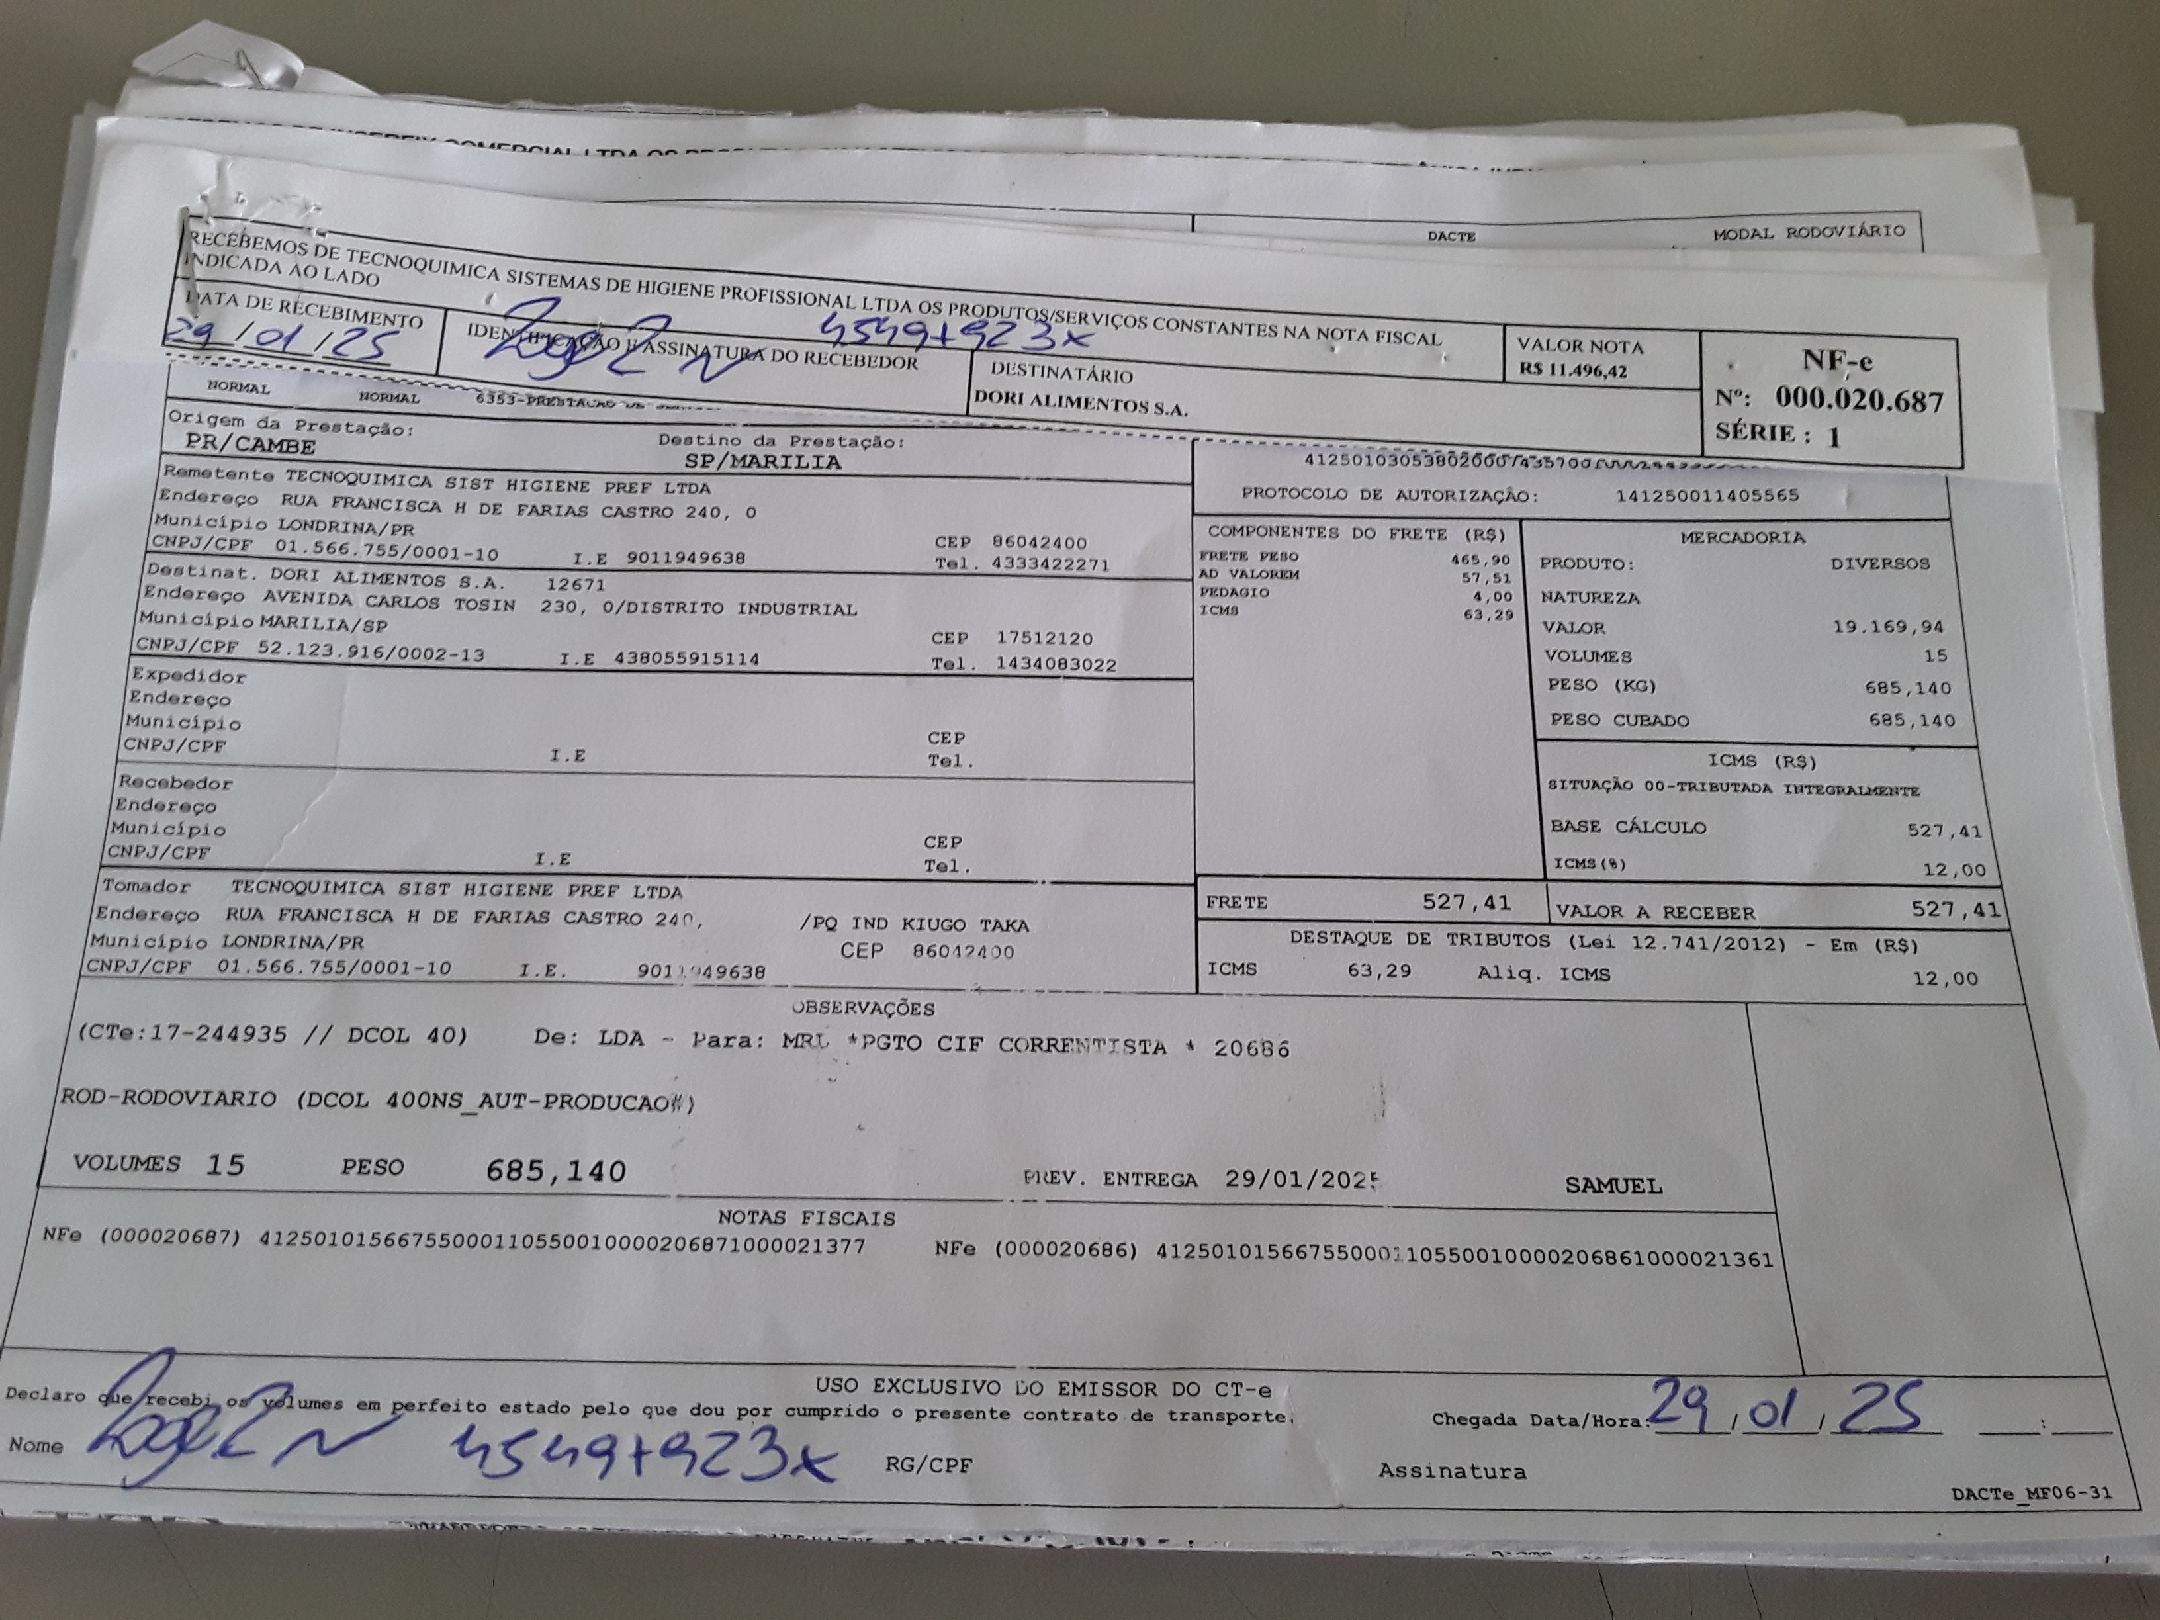 DACTE MODAL RODOVIÁRIO
RECEBEMOS DE TECNOQUIMICA SISTEMAS DE HIGIENE PROFISSIONAL LTDA OS PRODUTOS/SERVIÇOS CONSTANTES NA NOTA FISCAL
INDICADA AO LADO
DATA DE RECEBIMENTO
29/01/25
IDENTIFICAÇÃO E ASSINATURA DO RECEBEDOR
DESTINATÁRIO
DORI ALIMENTOS S.A.
VALOR NOTA
R$ 11.496,42
NF-e
Nº: 000.020.687
SÉRIE : 1
NORMAL NORMAL 6353-PRESTACAO DE
Origem da Prestação:
PR/CAMBE
Destino da Prestação:
SP/MARILIA
Remetente TECNOQUIMICA SIST HIGIENE PREF LTDA
Endereço RUA FRANCISCA H DE FARIAS CASTRO 240, 0
Município LONDRINA/PR CEP 86042400
CNPJ/CPF 01.566.755/0001-10 I.E 9011949638 Tel. 4333422271
Destinat. DORI ALIMENTOS S.A. 12671
Endereço AVENIDA CARLOS TOSIN 230, 0/DISTRITO INDUSTRIAL
Município MARILIA/SP CEP 17512120
CNPJ/CPF 52.123.916/0002-13 I.E 438055915114 Tel. 1434083022
Expedidor
Endereço
Município CEP
CNPJ/CPF I.E Tel.
Recebedor
Endereço
Município CEP
CNPJ/CPF I.E Tel.
Tomador TECNOQUIMICA SIST HIGIENE PREF LTDA
Endereço RUA FRANCISCA H DE FARIAS CASTRO 240, /PQ IND KIUGO TAKA
Município LONDRINA/PR CEP 86042400
CNPJ/CPF 01.566.755/0001-10 I.E. 9011949638
PROTOCOLO DE AUTORIZAÇÃO: 141250011405565
COMPONENTES DO FRETE (R$)
FRETE PESO 465,90
AD VALOREM 57,51
PEDAGIO 4,00
ICMS 63,29
MERCADORIA
PRODUTO: DIVERSOS
NATUREZA
VALOR 19.169,94
VOLUMES 15
PESO (KG) 685,140
PESO CUBADO 685,140
ICMS (R$)
SITUAÇÃO 00-TRIBUTADA INTEGRALMENTE
BASE CÁLCULO 527,41
ICMS(%) 12,00
FRETE 527,41 VALOR A RECEBER 527,41
DESTAQUE DE TRIBUTOS (Lei 12.741/2012) - Em (R$)
ICMS 63,29 Aliq. ICMS 12,00
OBSERVAÇÕES
(CTe:17-244935 // DCOL 40) De: LDA - Para: MRL *PGTO CIF CORRENTISTA * 20686
ROD-RODOVIARIO (DCOL 400NS_AUT-PRODUCAO#)
VOLUMES 15 PESO 685,140 PREV. ENTREGA 29/01/2025 SAMUEL
NOTAS FISCAIS
NFe (000020687) 41250101566755000110550010000206871000021377 NFe (000020686) 41250101566755000110550010000206861000021361
USO EXCLUSIVO DO EMISSOR DO CT-e
Declaro que recebi os volumes em perfeito estado pelo que dou por cumprido o presente contrato de transporte.
Chegada Data/Hora: 29/01/25 :
Nome RG/CPF Assinatura
DACTe_MF06-31